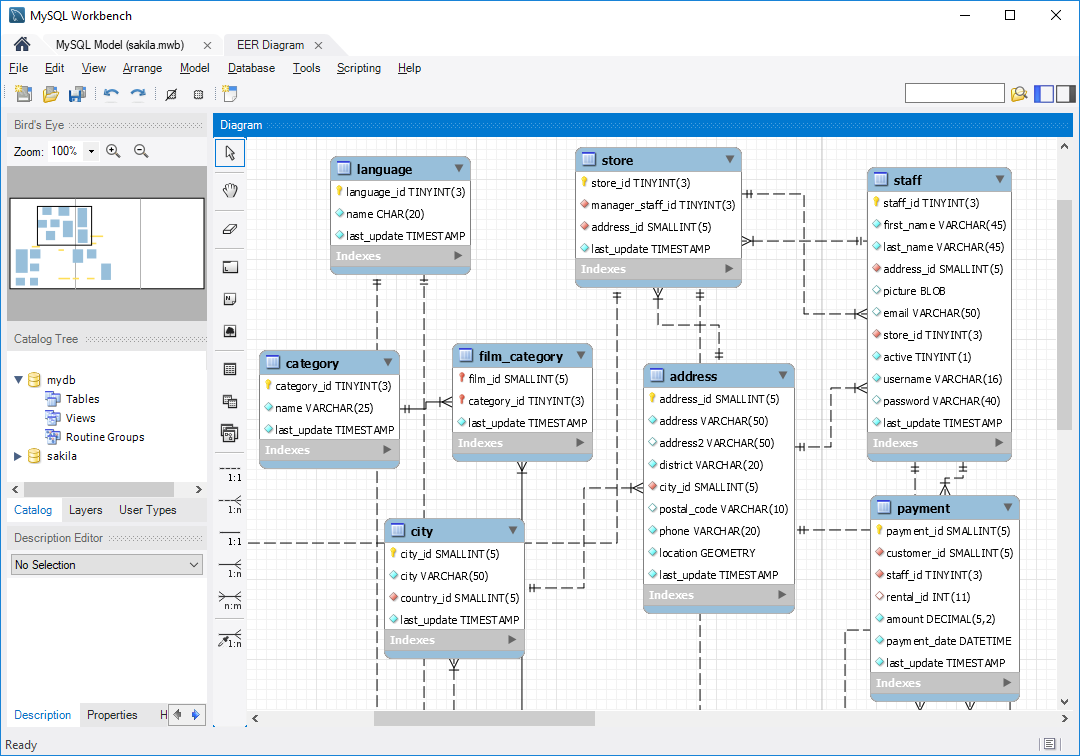 MySQL Workbench
MySQL Model (sakila.mwb)
EER Diagram
File Edit View Arrange Model Database Tools Scripting Help
Bird's Eye
Zoom: 100%
Catalog Tree
mydb
Tables
Views
Routine Groups
sakila
Catalog Layers User Types
Description Editor
No Selection
Description Properties H
Ready
Diagram
1:1
1:n
1:1
1:n
n:m
1:n
language
language_id TINYINT(3)
name CHAR(20)
last_update TIMESTAMP
Indexes
store
store_id TINYINT(3)
manager_staff_id TINYINT(3)
address_id SMALLINT(5)
last_update TIMESTAMP
Indexes
staff
staff_id TINYINT(3)
first_name VARCHAR(45)
last_name VARCHAR(45)
address_id SMALLINT(5)
picture BLOB
email VARCHAR(50)
store_id TINYINT(3)
active TINYINT(1)
username VARCHAR(16)
password VARCHAR(40)
last_update TIMESTAMP
Indexes
category
category_id TINYINT(3)
name VARCHAR(25)
last_update TIMESTAMP
Indexes
film_category
film_id SMALLINT(5)
category_id TINYINT(3)
last_update TIMESTAMP
Indexes
address
address_id SMALLINT(5)
address VARCHAR(50)
address2 VARCHAR(50)
district VARCHAR(20)
city_id SMALLINT(5)
postal_code VARCHAR(10)
phone VARCHAR(20)
location GEOMETRY
last_update TIMESTAMP
Indexes
city
city_id SMALLINT(5)
city VARCHAR(50)
country_id SMALLINT(5)
last_update TIMESTAMP
Indexes
payment
payment_id SMALLINT(5)
customer_id SMALLINT(5)
staff_id TINYINT(3)
rental_id INT(11)
amount DECIMAL(5,2)
payment_date DATETIME
last_update TIMESTAMP
Indexes